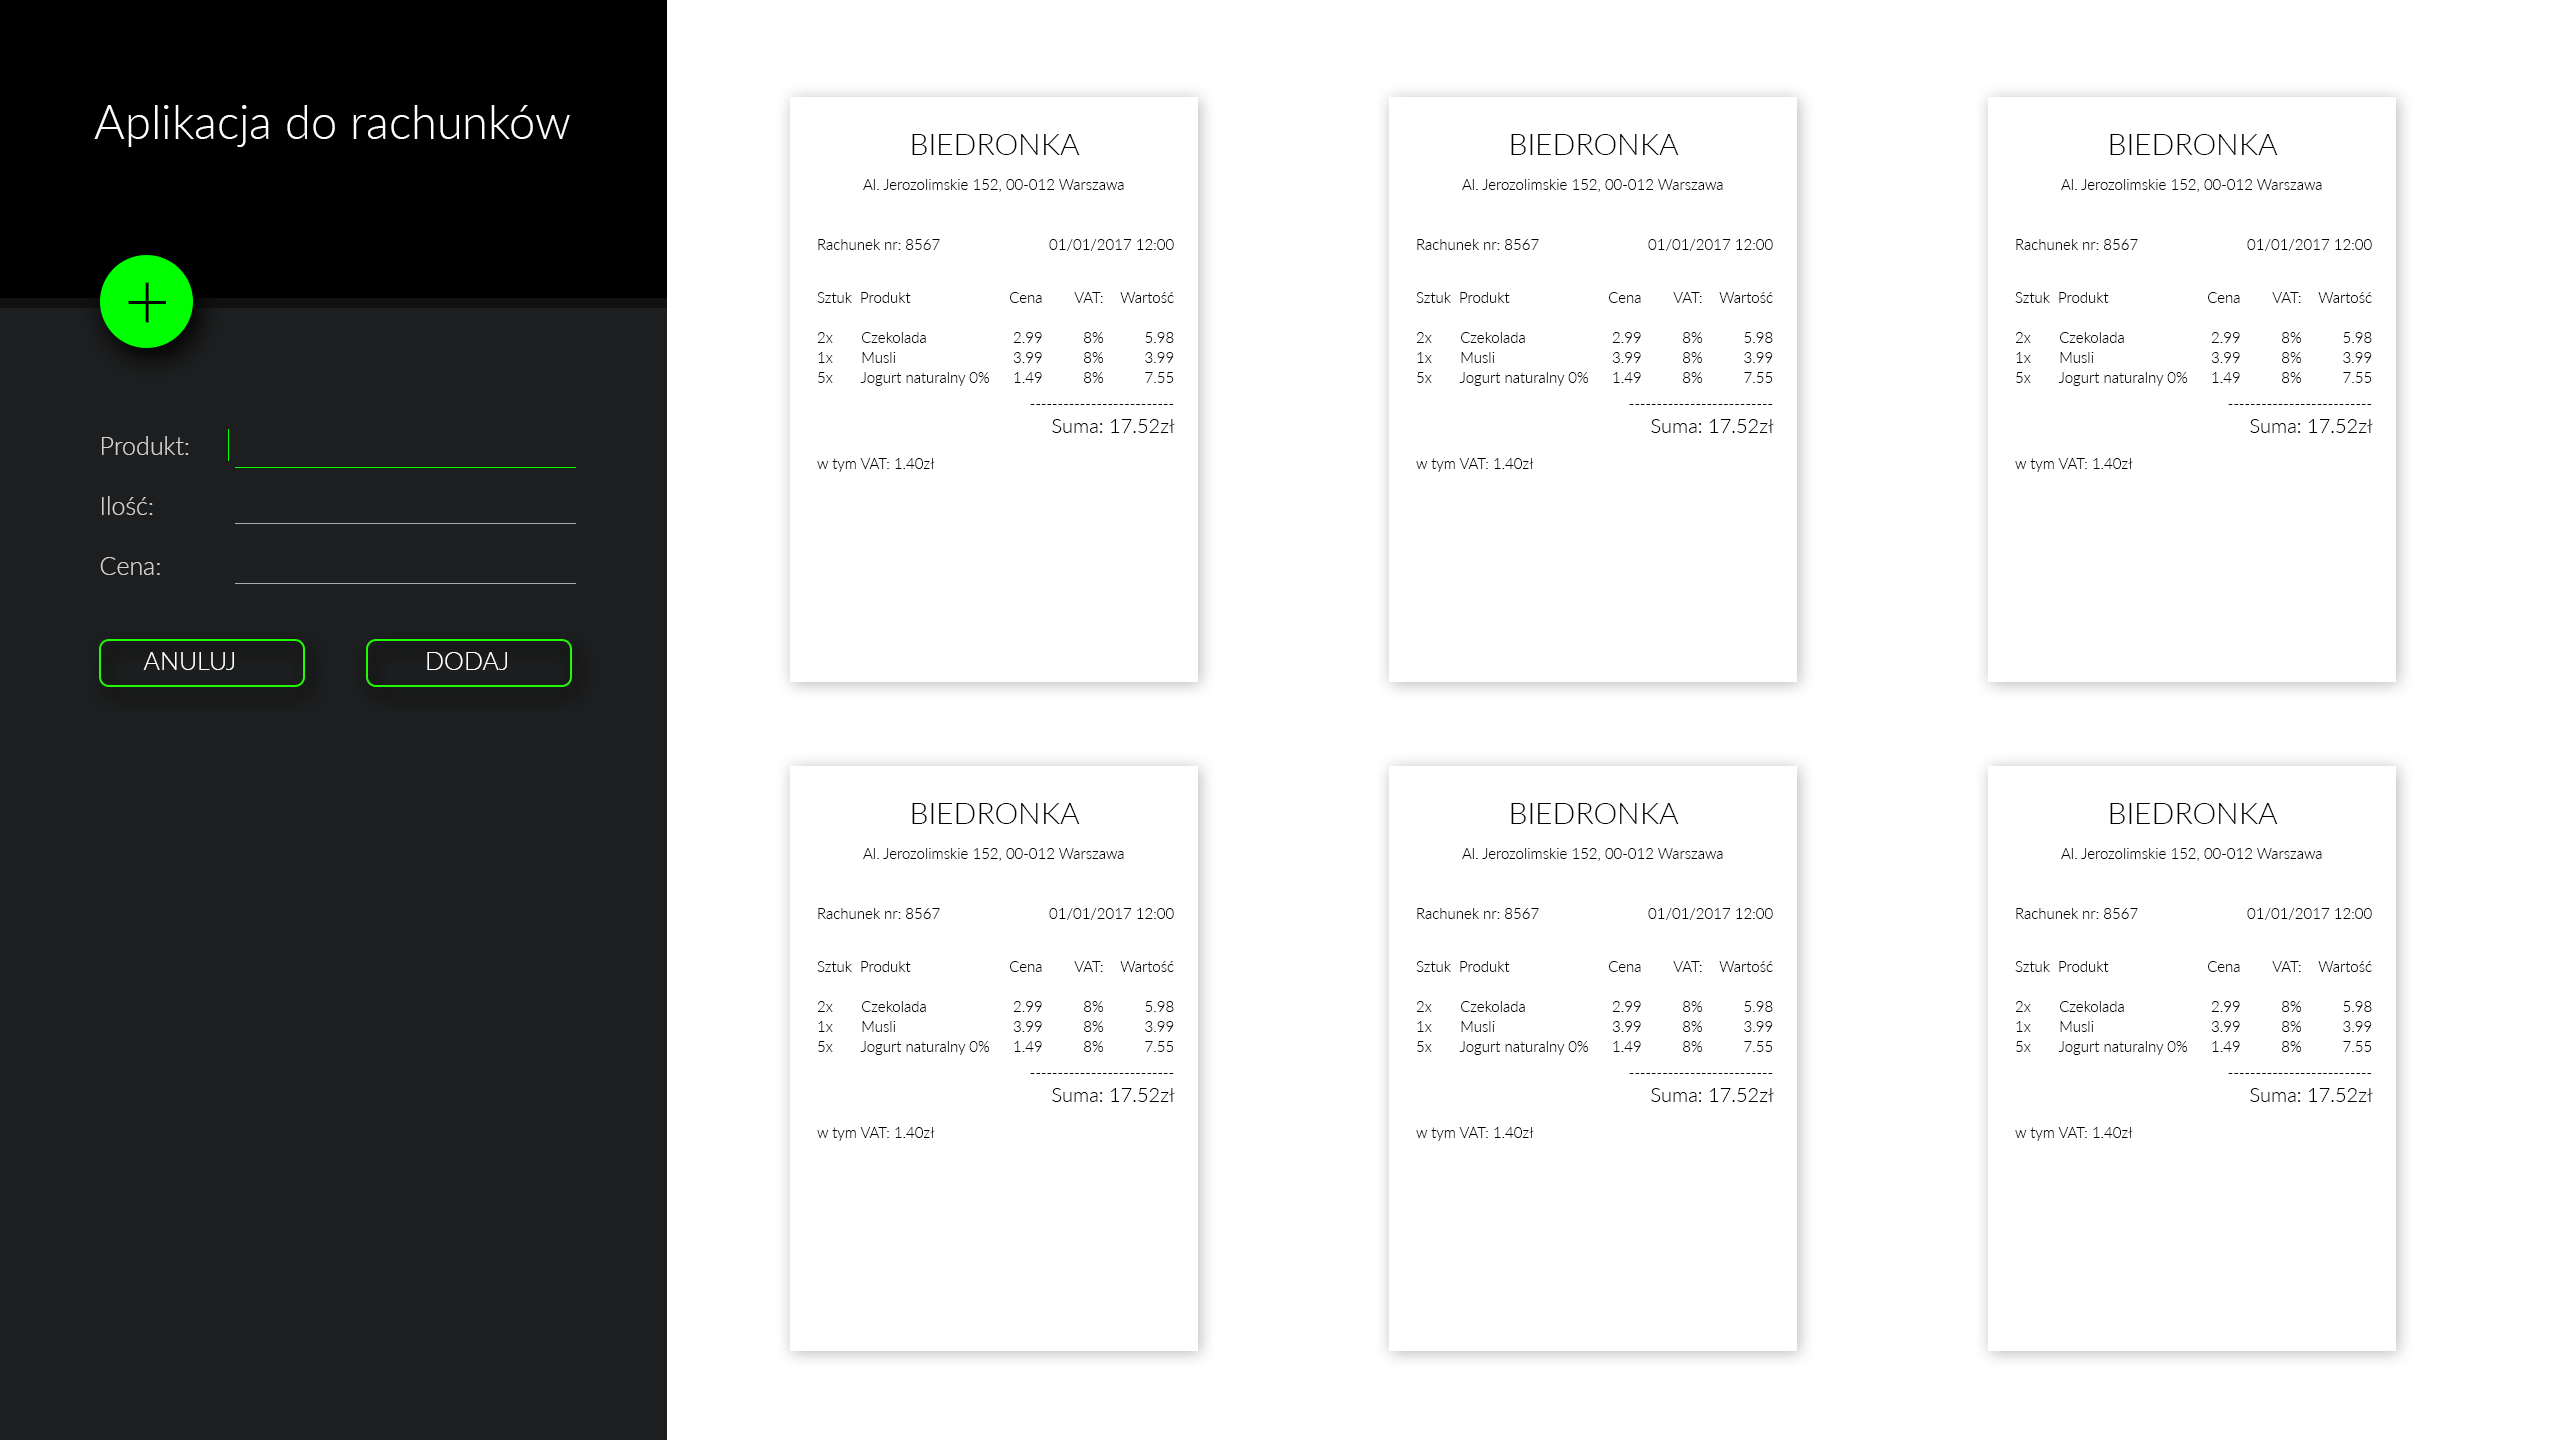 Aplikacja do rachunków
+
Produkt:
Ilość:
Cena:
ANULUJ DODAJ
BIEDRONKA
Al. Jerozolimskie 152, 00-012 Warszawa
Rachunek nr: 8567 01/01/2017 12:00
Sztuk Produkt Cena VAT: Wartość
2x Czekolada 2.99 8% 5.98
1x Musli 3.99 8% 3.99
5x Jogurt naturalny 0% 1.49 8% 7.55
--------------------------
Suma: 17.52zł
w tym VAT: 1.40zł
BIEDRONKA
Al. Jerozolimskie 152, 00-012 Warszawa
Rachunek nr: 8567 01/01/2017 12:00
Sztuk Produkt Cena VAT: Wartość
2x Czekolada 2.99 8% 5.98
1x Musli 3.99 8% 3.99
5x Jogurt naturalny 0% 1.49 8% 7.55
--------------------------
Suma: 17.52zł
w tym VAT: 1.40zł
BIEDRONKA
Al. Jerozolimskie 152, 00-012 Warszawa
Rachunek nr: 8567 01/01/2017 12:00
Sztuk Produkt Cena VAT: Wartość
2x Czekolada 2.99 8% 5.98
1x Musli 3.99 8% 3.99
5x Jogurt naturalny 0% 1.49 8% 7.55
--------------------------
Suma: 17.52zł
w tym VAT: 1.40zł
BIEDRONKA
Al. Jerozolimskie 152, 00-012 Warszawa
Rachunek nr: 8567 01/01/2017 12:00
Sztuk Produkt Cena VAT: Wartość
2x Czekolada 2.99 8% 5.98
1x Musli 3.99 8% 3.99
5x Jogurt naturalny 0% 1.49 8% 7.55
--------------------------
Suma: 17.52zł
w tym VAT: 1.40zł
BIEDRONKA
Al. Jerozolimskie 152, 00-012 Warszawa
Rachunek nr: 8567 01/01/2017 12:00
Sztuk Produkt Cena VAT: Wartość
2x Czekolada 2.99 8% 5.98
1x Musli 3.99 8% 3.99
5x Jogurt naturalny 0% 1.49 8% 7.55
--------------------------
Suma: 17.52zł
w tym VAT: 1.40zł
BIEDRONKA
Al. Jerozolimskie 152, 00-012 Warszawa
Rachunek nr: 8567 01/01/2017 12:00
Sztuk Produkt Cena VAT: Wartość
2x Czekolada 2.99 8% 5.98
1x Musli 3.99 8% 3.99
5x Jogurt naturalny 0% 1.49 8% 7.55
--------------------------
Suma: 17.52zł
w tym VAT: 1.40zł